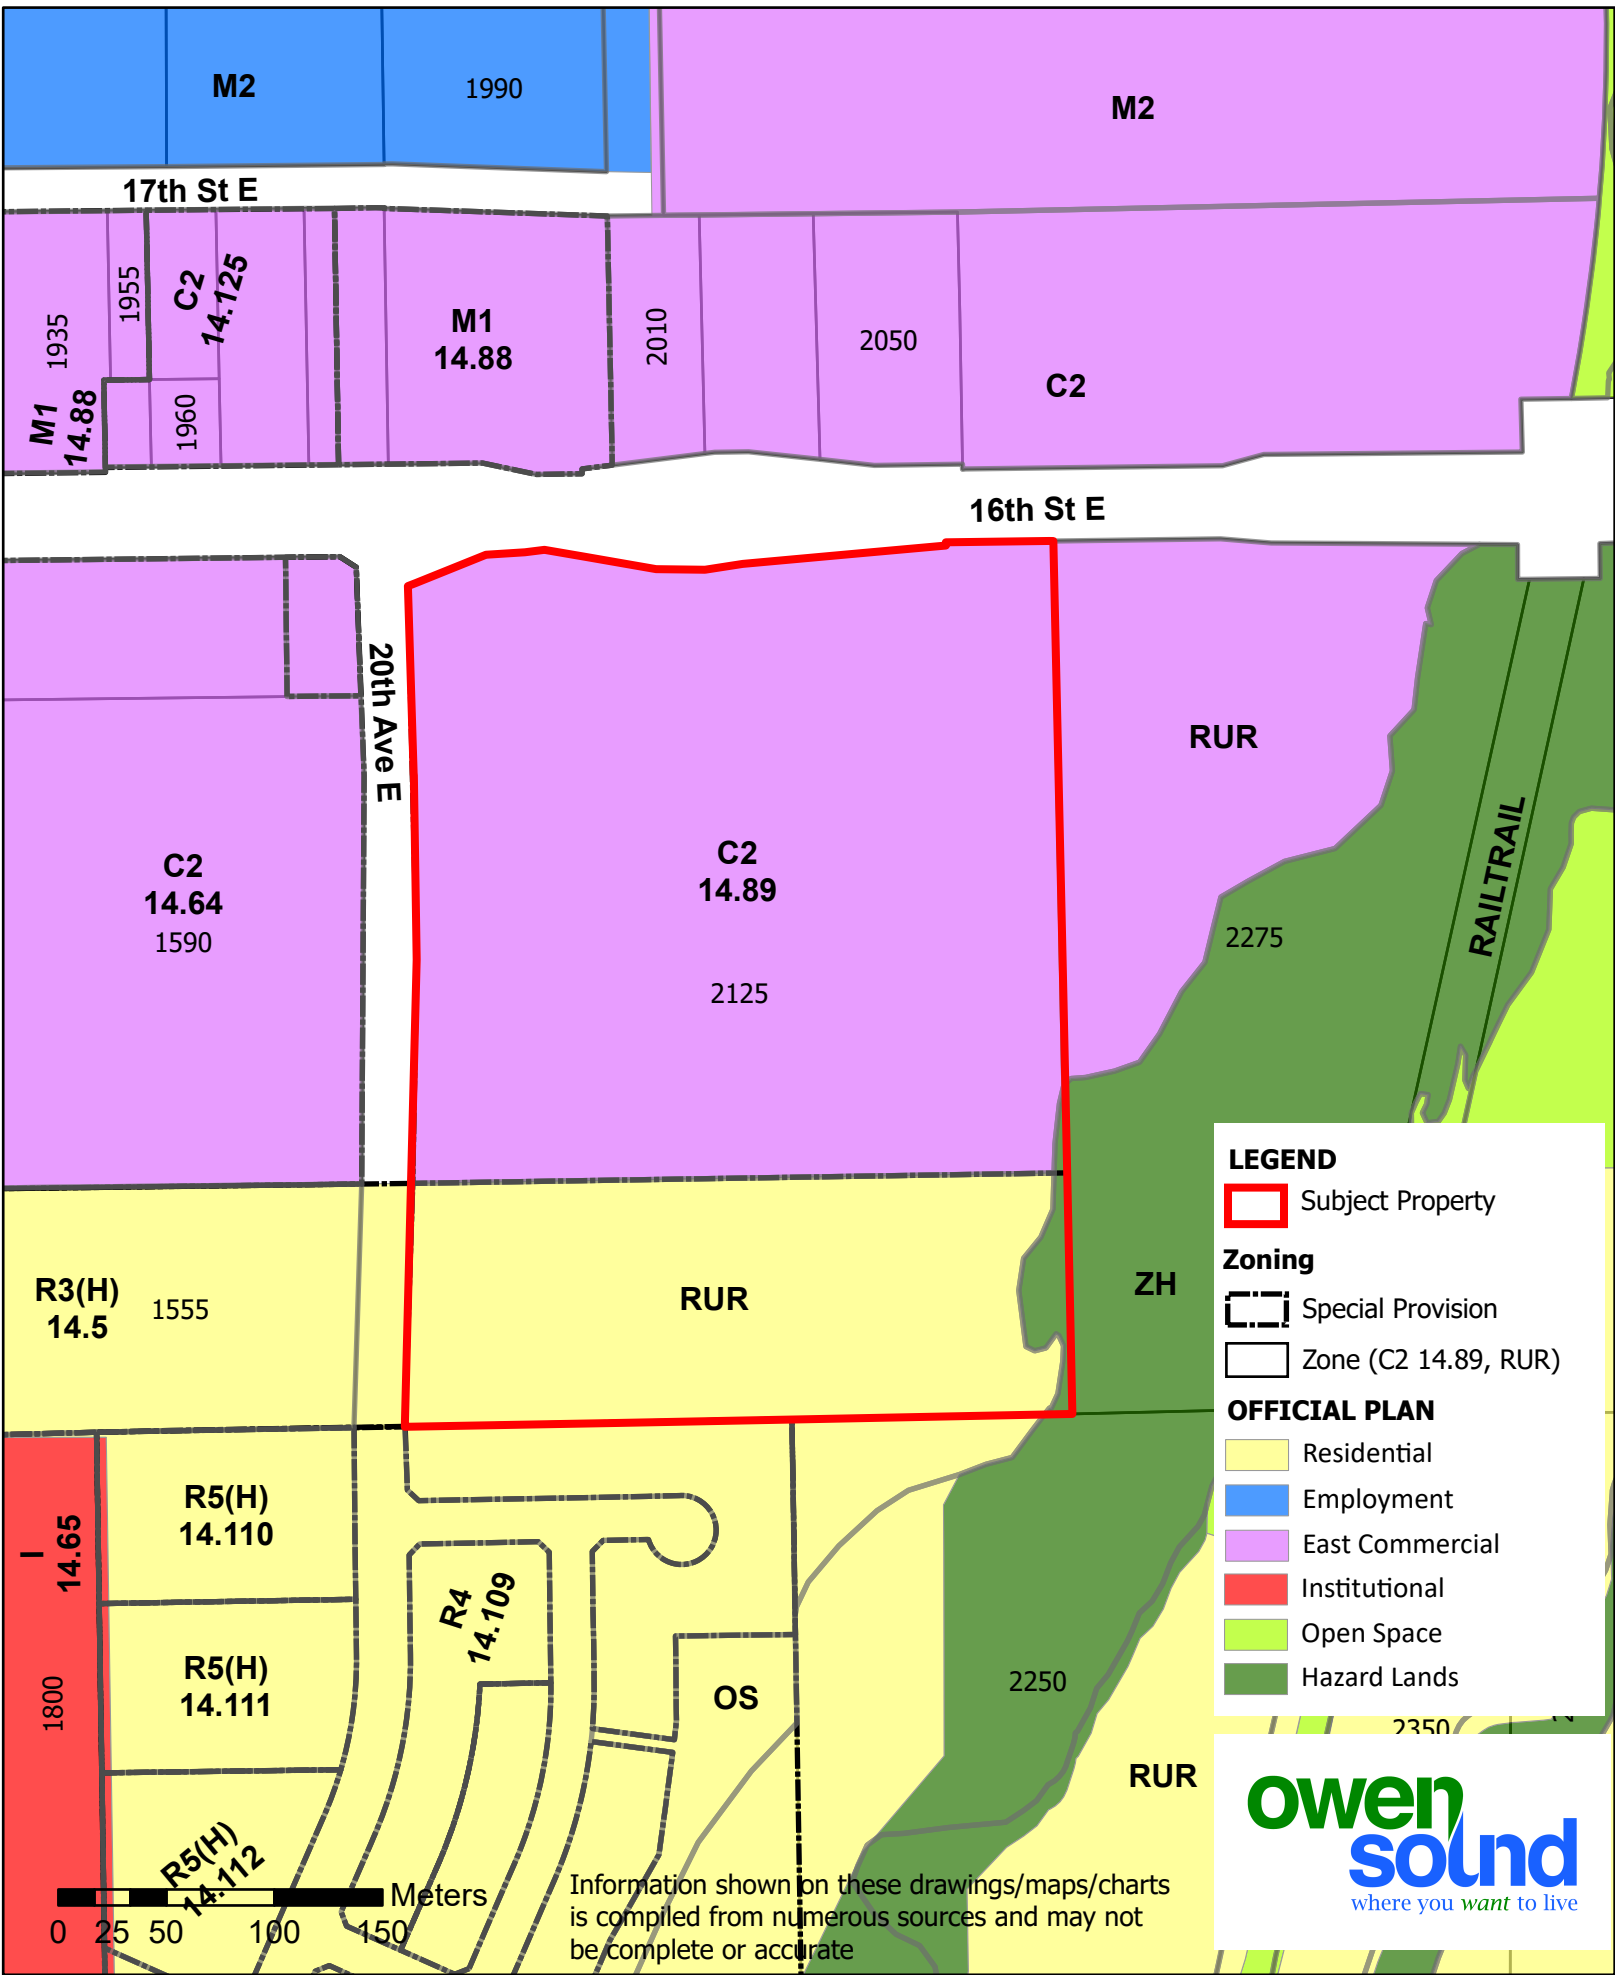 M2
1990
M2
17th St E
1935
1955
C2
14.125
M1
14.88
1960
M1
14.88
2010
2050
C2
16th St E
20th Ave E
C2
14.64
1590
C2
14.89
2125
RUR
2275
RAILTRAIL
R3(H)
14.5
1555
RUR
ZH
LEGEND
Subject Property
Zoning
Special Provision
Zone (C2 14.89, RUR)
OFFICIAL PLAN
Residential
Employment
East Commercial
Institutional
Open Space
Hazard Lands
I
14.65
1800
R5(H)
14.110
R5(H)
14.111
R5(H)
14.112
R4
14.109
OS
2250
RUR
2350
Meters
0 25 50 100 150
Information shown on these drawings/maps/charts
is compiled from numerous sources and may not
be complete or accurate
owen
sound
where you want to live